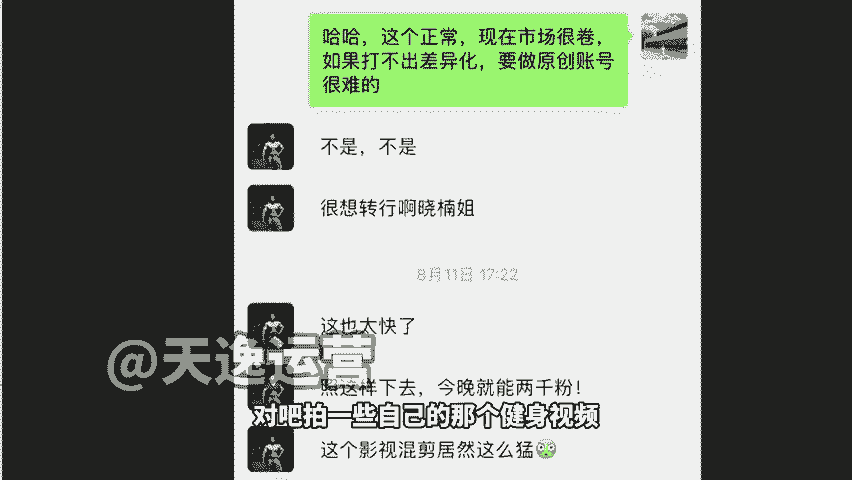 哈哈，这个正常，现在市场很卷，
如果打不出差异化，要做原创账号
很难的
不是，不是
很想转行啊晓楠姐
8月11日 17:22
这也太快了
@天逸运营
照这样下去，今晚就能两千粉！
对吧拍一些自己的那个健身视频
这个影视混剪居然这么猛